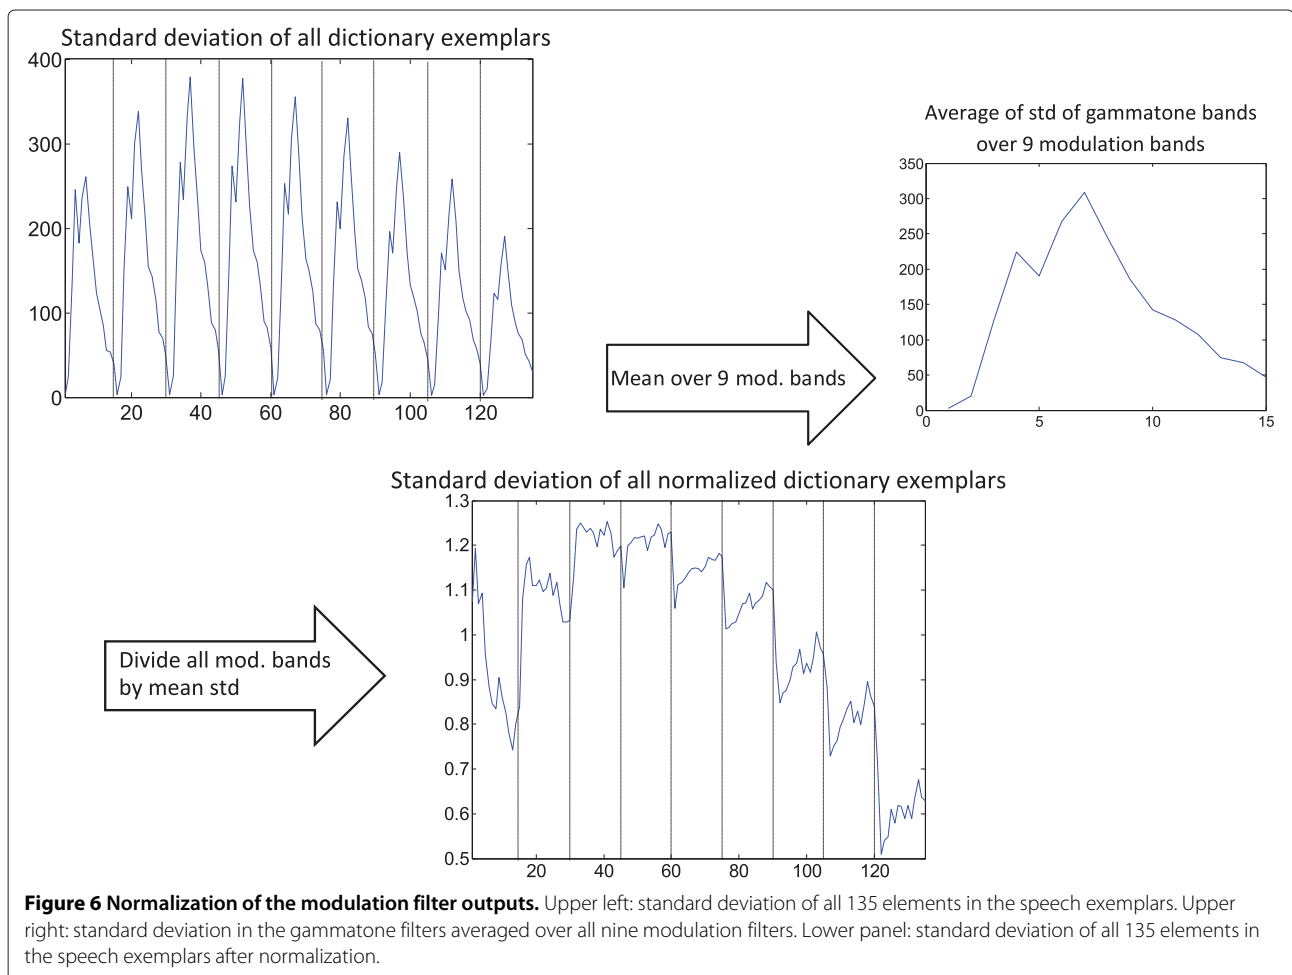 Standard deviation of all dictionary exemplars
400
300
200
100
0
20 40 60 80 100 120
Average of std of gammatone bands
over 9 modulation bands
350
300
250
200
150
100
50
0
0 5 10 15
Mean over 9 mod. bands
Standard deviation of all normalized dictionary exemplars
1.3
1.2
1.1
1
0.9
0.8
0.7
0.6
0.5
20 40 60 80 100 120
Divide all mod. bands
by mean std
Figure 6 Normalization of the modulation filter outputs. Upper left: standard deviation of all 135 elements in the speech exemplars. Upper
right: standard deviation in the gammatone filters averaged over all nine modulation filters. Lower panel: standard deviation of all 135 elements in
the speech exemplars after normalization.